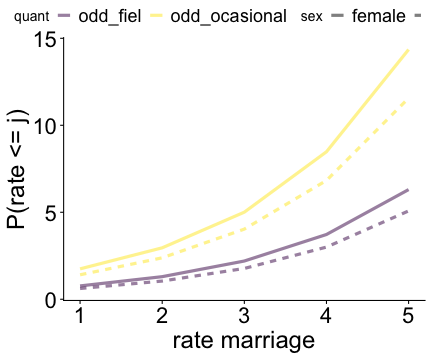 quant odd_fiel odd_ocasional sex female
15
10
5
0
P(rate <= j)
1 2 3 4 5
rate marriage